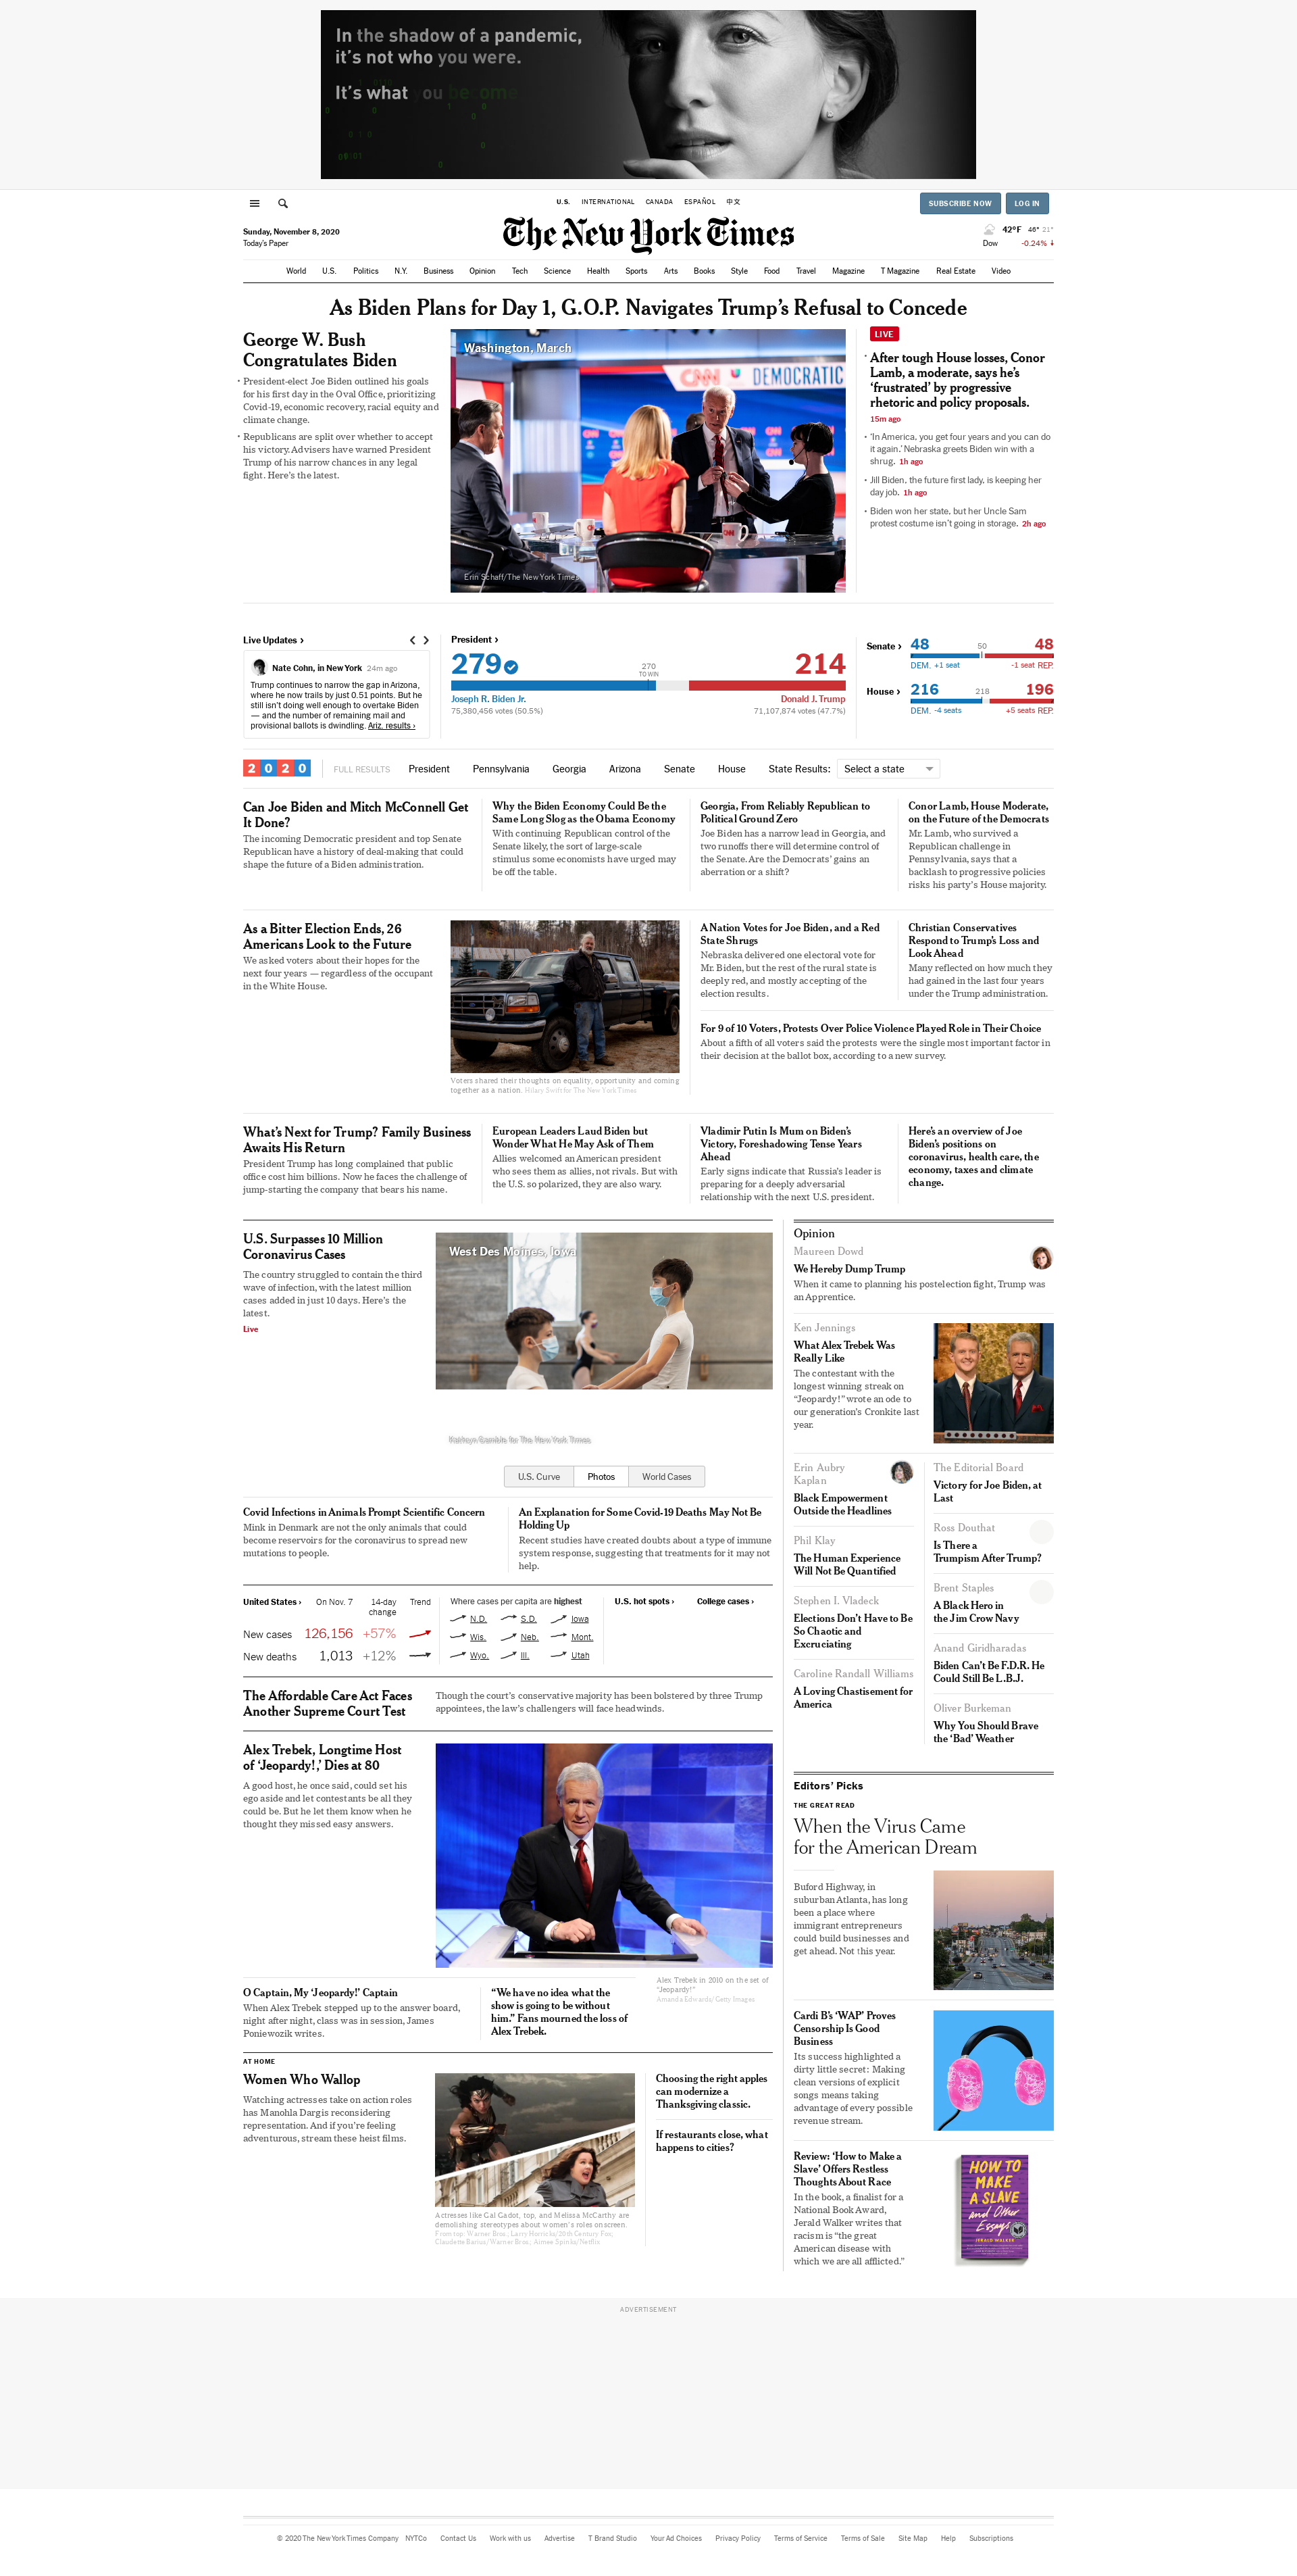 In the shadow of a pandemic,
it's not who you were.
It's what you become
U.S. INTERNATIONAL CANADA ESPAÑOL 中文
SUBSCRIBE NOW LOG IN
Sunday, November 8, 2020
Today's Paper
The New York Times
42°F 46° 21°
Dow -0.24%
World U.S. Politics N.Y. Business Opinion Tech Science Health Sports Arts Books Style Food Travel Magazine T Magazine Real Estate Video
As Biden Plans for Day 1, G.O.P. Navigates Trump's Refusal to Concede
George W. Bush
Congratulates Biden
• President-elect Joe Biden outlined his goals
for his first day in the Oval Office, prioritizing
Covid-19, economic recovery, racial equity and
climate change.
• Republicans are split over whether to accept
his victory. Advisers have warned President
Trump of his narrow chances in any legal
fight. Here's the latest.
Washington, March
CNN DEMOCRATIC
Erin Schaff/The New York Times
LIVE
• After tough House losses, Conor
Lamb, a moderate, says he's
'frustrated' by progressive
rhetoric and policy proposals.
15m ago
• 'In America, you get four years and you can do
it again.' Nebraska greets Biden win with a
shrug. 1h ago
• Jill Biden, the future first lady, is keeping her
day job. 1h ago
• Biden won her state, but her Uncle Sam
protest costume isn't going in storage. 2h ago
Live Updates ›
Nate Cohn, in New York 24m ago
Trump continues to narrow the gap in Arizona,
where he now trails by just 0.51 points. But he
still isn't doing well enough to overtake Biden
— and the number of remaining mail and
provisional ballots is dwindling. Ariz. results ›
President ›
279 270 TO WIN 214
Joseph R. Biden Jr. Donald J. Trump
75,380,456 votes (50.5%) 71,107,874 votes (47.7%)
Senate › 48 50 48
DEM. +1 seat -1 seat REP.
House › 216 218 196
DEM. -4 seats +5 seats REP.
2020 FULL RESULTS President Pennsylvania Georgia Arizona Senate House State Results: Select a state
Can Joe Biden and Mitch McConnell Get
It Done?
The incoming Democratic president and top Senate
Republican have a history of deal-making that could
shape the future of a Biden administration.
Why the Biden Economy Could Be the
Same Long Slog as the Obama Economy
With continuing Republican control of the
Senate likely, the sort of large-scale
stimulus some economists have urged may
be off the table.
Georgia, From Reliably Republican to
Political Ground Zero
Joe Biden has a narrow lead in Georgia, and
two runoffs there will determine control of
the Senate. Are the Democrats' gains an
aberration or a shift?
Conor Lamb, House Moderate,
on the Future of the Democrats
Mr. Lamb, who survived a
Republican challenge in
Pennsylvania, says that a
backlash to progressive policies
risks his party's House majority.
As a Bitter Election Ends, 26
Americans Look to the Future
We asked voters about their hopes for the
next four years — regardless of the occupant
in the White House.
Voters shared their thoughts on equality, opportunity and coming
together as a nation. Hilary Swift for The New York Times
A Nation Votes for Joe Biden, and a Red
State Shrugs
Nebraska delivered one electoral vote for
Mr. Biden, but the rest of the rural state is
deeply red, and mostly accepting of the
election results.
Christian Conservatives
Respond to Trump's Loss and
Look Ahead
Many reflected on how much they
had gained in the last four years
under the Trump administration.
For 9 of 10 Voters, Protests Over Police Violence Played Role in Their Choice
About a fifth of all voters said the protests were the single most important factor in
their decision at the ballot box, according to a new survey.
What's Next for Trump? Family Business
Awaits His Return
President Trump has long complained that public
office cost him billions. Now he faces the challenge of
jump-starting the company that bears his name.
European Leaders Laud Biden but
Wonder What He May Ask of Them
Allies welcomed an American president
who sees them as allies, not rivals. But with
the U.S. so polarized, they are also wary.
Vladimir Putin Is Mum on Biden's
Victory, Foreshadowing Tense Years
Ahead
Early signs indicate that Russia's leader is
preparing for a deeply adversarial
relationship with the next U.S. president.
Here's an overview of Joe
Biden's positions on
coronavirus, health care, the
economy, taxes and climate
change.
U.S. Surpasses 10 Million
Coronavirus Cases
The country struggled to contain the third
wave of infection, with the latest million
cases added in just 10 days. Here's the
latest.
Live
West Des Moines, Iowa
Kathryn Gamble for The New York Times
U.S. Curve Photos World Cases
Covid Infections in Animals Prompt Scientific Concern
Mink in Denmark are not the only animals that could
become reservoirs for the coronavirus to spread new
mutations to people.
An Explanation for Some Covid-19 Deaths May Not Be
Holding Up
Recent studies have created doubts about a type of immune
system response, suggesting that treatments for it may not
help.
United States › On Nov. 7 14-day change Trend
New cases 126,156 +57%
New deaths 1,013 +12%
Where cases per capita are highest
N.D. S.D. Iowa
Wis. Neb. Mont.
Wyo. Ill. Utah
U.S. hot spots › College cases ›
The Affordable Care Act Faces
Another Supreme Court Test
Though the court's conservative majority has been bolstered by three Trump
appointees, the law's challengers will face headwinds.
Alex Trebek, Longtime Host
of 'Jeopardy!,' Dies at 80
A good host, he once said, could set his
ego aside and let contestants be all they
could be. But he let them know when he
thought they missed easy answers.
Alex Trebek in 2010 on the set of
"Jeopardy!"
Amanda Edwards/Getty Images
O Captain, My 'Jeopardy!' Captain
When Alex Trebek stepped up to the answer board,
night after night, class was in session, James
Poniewozik writes.
"We have no idea what the
show is going to be without
him." Fans mourned the loss of
Alex Trebek.
AT HOME
Women Who Wallop
Watching actresses take on action roles
has Manohla Dargis reconsidering
representation. And if you're feeling
adventurous, stream these heist films.
Actresses like Gal Gadot, top, and Melissa McCarthy are
demolishing stereotypes about women's roles onscreen.
From top: Warner Bros.; Larry Horricks/20th Century Fox;
Claudette Barius/Warner Bros., Aimee Spinks/Netflix
Choosing the right apples
can modernize a
Thanksgiving classic.
If restaurants close, what
happens to cities?
Opinion
Maureen Dowd
We Hereby Dump Trump
When it came to planning his postelection fight, Trump was
an Apprentice.
Ken Jennings
What Alex Trebek Was
Really Like
The contestant with the
longest winning streak on
"Jeopardy!" wrote an ode to
our generation's Cronkite last
year.
Erin Aubry
Kaplan
Black Empowerment
Outside the Headlines
Phil Klay
The Human Experience
Will Not Be Quantified
Stephen I. Vladeck
Elections Don't Have to Be
So Chaotic and
Excruciating
Caroline Randall Williams
A Loving Chastisement for
America
The Editorial Board
Victory for Joe Biden, at
Last
Ross Douthat
Is There a
Trumpism After Trump?
Brent Staples
A Black Hero in
the Jim Crow Navy
Anand Giridharadas
Biden Can't Be F.D.R. He
Could Still Be L.B.J.
Oliver Burkeman
Why You Should Brave
the 'Bad' Weather
Editors' Picks
THE GREAT READ
When the Virus Came
for the American Dream
Buford Highway, in
suburban Atlanta, has long
been a place where
immigrant entrepreneurs
could build businesses and
get ahead. Not this year.
Cardi B's 'WAP' Proves
Censorship Is Good
Business
Its success highlighted a
dirty little secret: Making
clean versions of explicit
songs means taking
advantage of every possible
revenue stream.
Review: 'How to Make a
Slave' Offers Restless
Thoughts About Race
In the book, a finalist for a
National Book Award,
Jerald Walker writes that
racism is "the great
American disease with
which we are all afflicted."
HOW TO
MAKE
A SLAVE
and Other
Essays
JERALD WALKER
ADVERTISEMENT
© 2020 The New York Times Company NYTCo Contact Us Work with us Advertise T Brand Studio Your Ad Choices Privacy Policy Terms of Service Terms of Sale Site Map Help Subscriptions